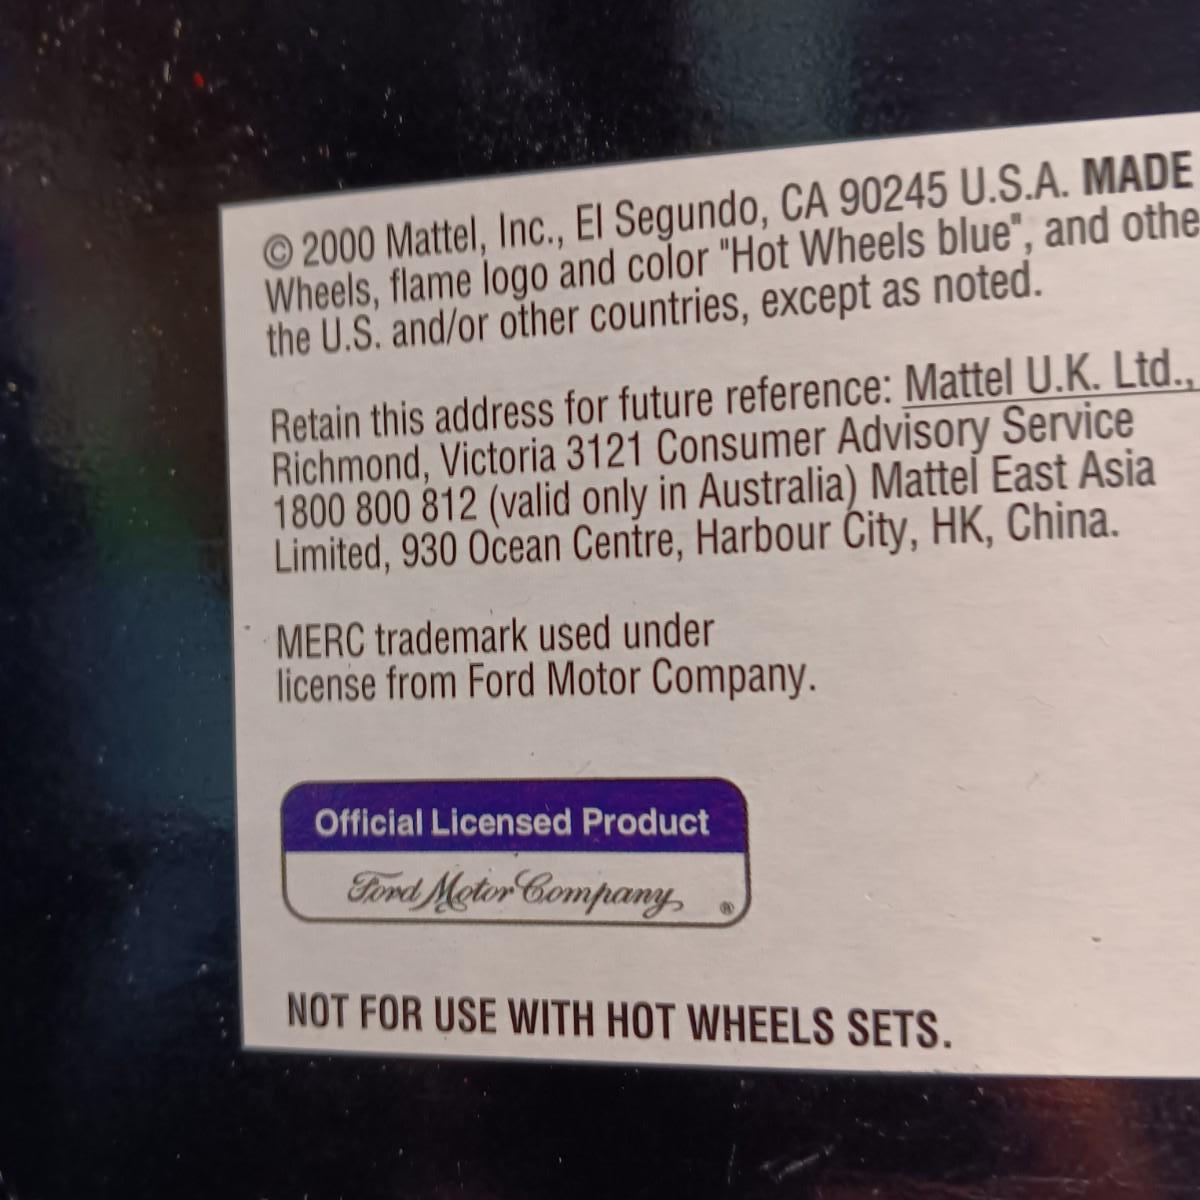 © 2000 Mattel, Inc., El Segundo, CA 90245 U.S.A. MADE
Wheels, flame logo and color "Hot Wheels blue", and othe
the U.S. and/or other countries, except as noted.
Retain this address for future reference: Mattel U.K. Ltd.,
Richmond, Victoria 3121 Consumer Advisory Service
1800 800 812 (valid only in Australia) Mattel East Asia
Limited, 930 Ocean Centre, Harbour City, HK, China.
MERC trademark used under
license from Ford Motor Company.
Official Licensed Product
Ford Motor Company ®
NOT FOR USE WITH HOT WHEELS SETS.